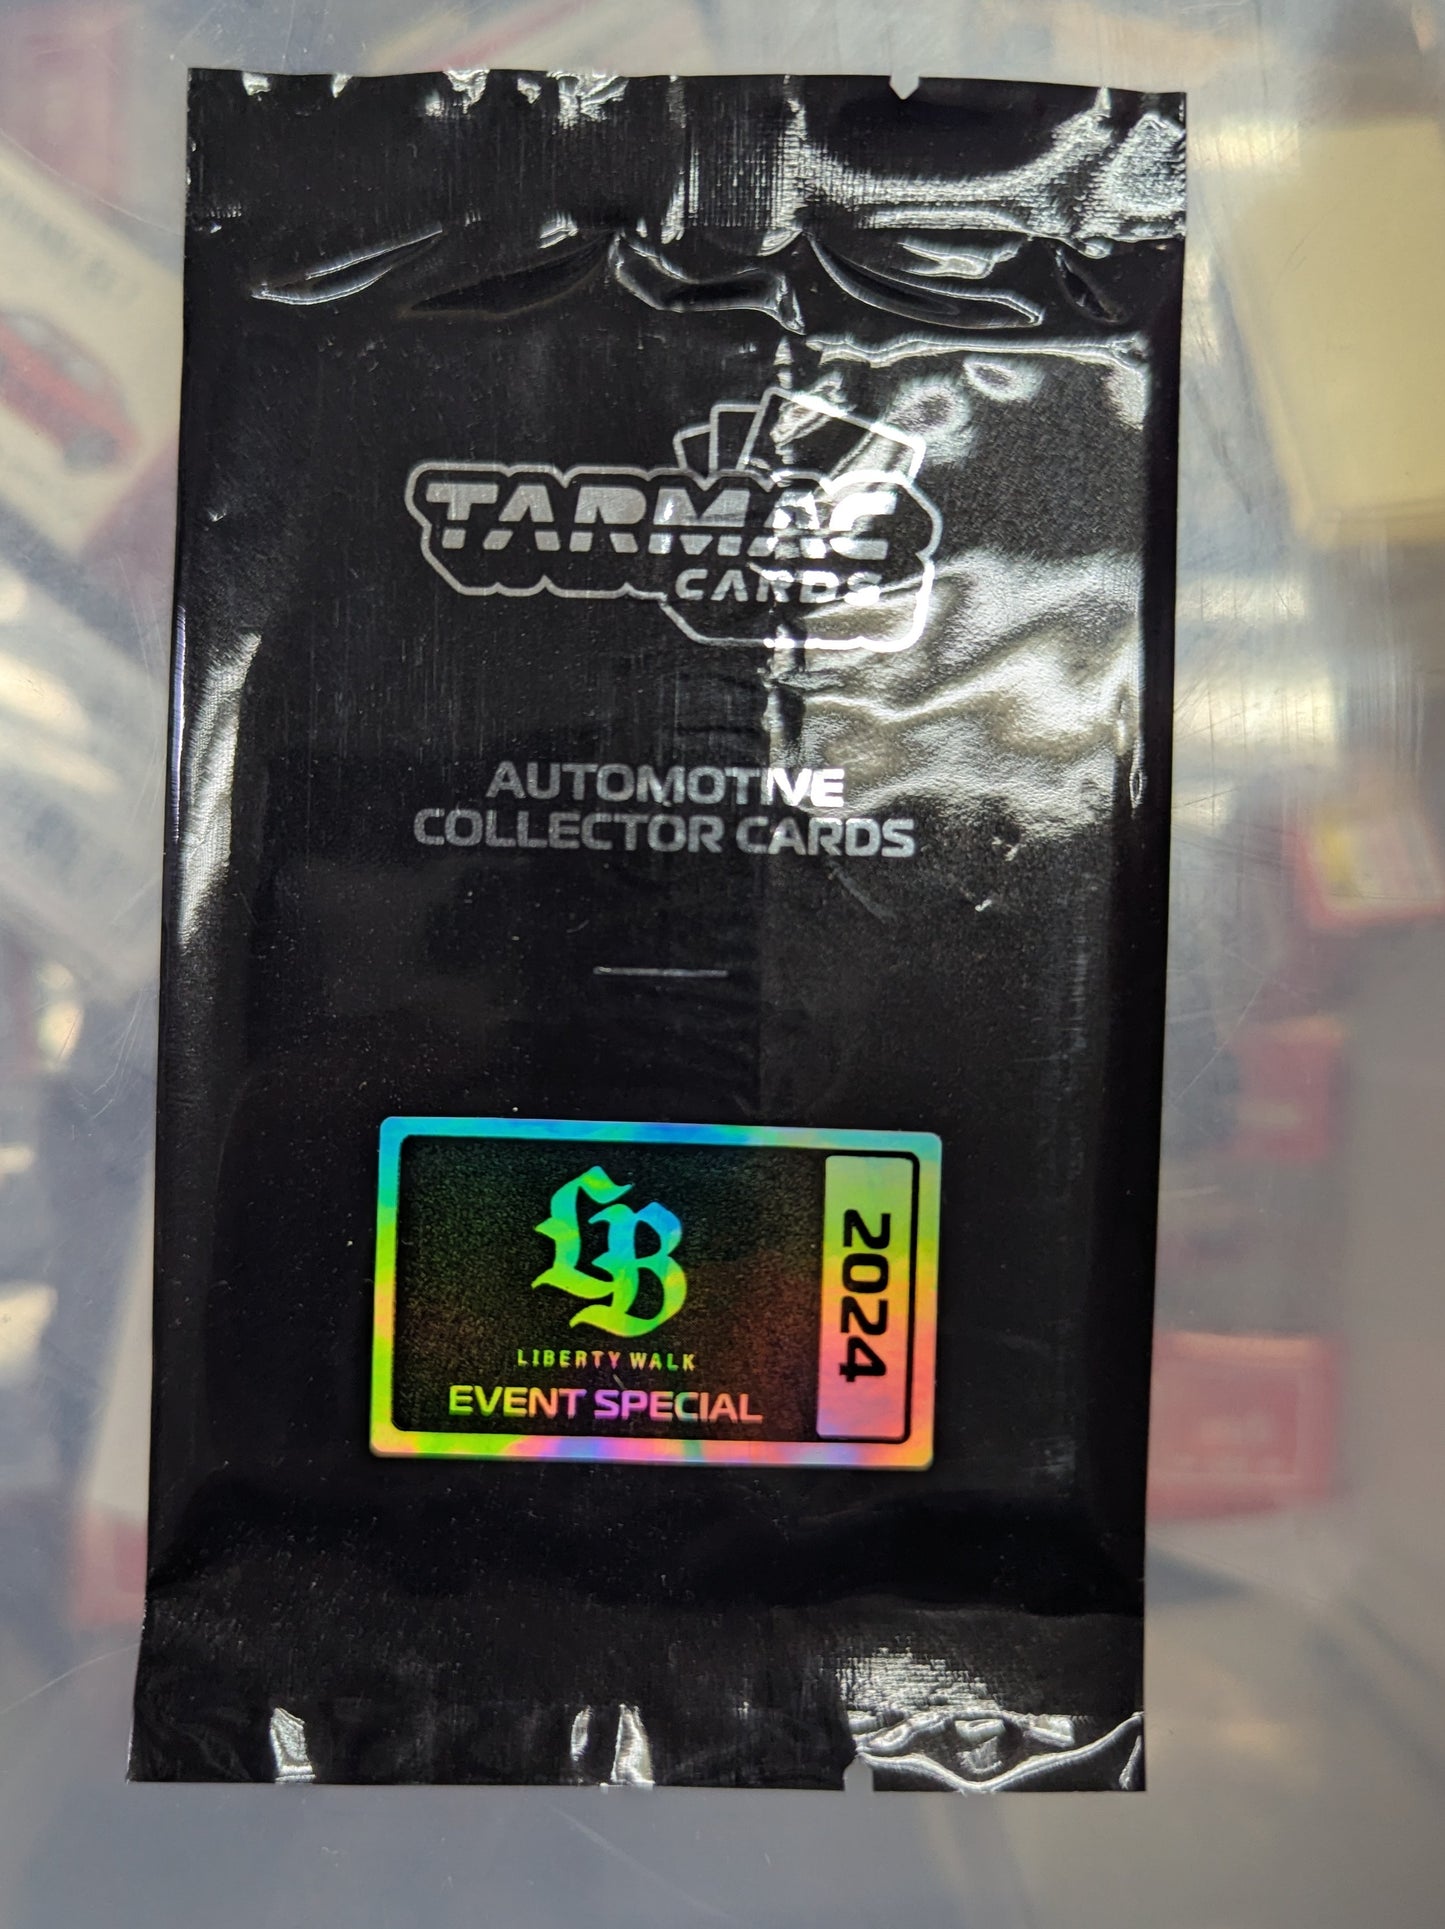 TARMAC
CARDS
AUTOMOTIVE
COLLECTOR CARDS
LB
LIBERTY WALK
EVENT SPECIAL
2024